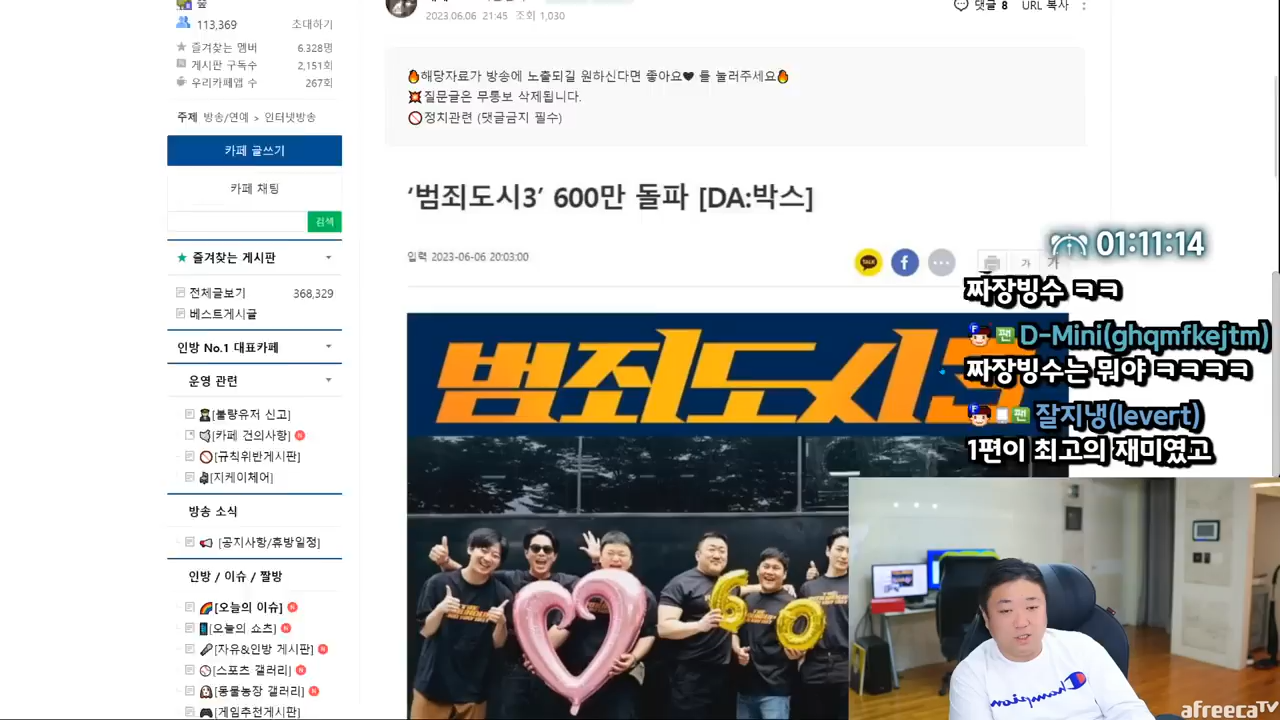 숲
113,369 초대하기
즐겨찾는 멤버 6,328명
게시판 구독수 2,151회
우리카페앱 수 267회
주제 방송/연예 > 인터넷방송
카페 글쓰기
카페 채팅
검색
즐겨찾는 게시판
전체글보기 368,329
베스트게시글
인방 No.1 대표카페
운영 관련
[불량유저 신고]
[카페 건의사항] N
[규칙위반게시판]
[지케이체어]
방송 소식
[공지사항/휴방일정]
인방 / 이슈 / 짤방
[오늘의 이슈] N
[오늘의 쇼츠] N
[자유&인방 게시판] N
[스포츠 갤러리] N
[동물농장 갤러리] N
[게임추천게시판]
2023.06.06 21:45 조회 1,030
댓글 8 URL 복사
🔥해당자료가 방송에 노출되길 원하신다면 좋아요♥ 를 눌러주세요🔥
💥질문글은 무통보 삭제됩니다.
🚫정치관련 (댓글금지 필수)
‘범죄도시3’ 600만 돌파 [DA:박스]
입력 2023-06-06 20:03:00
TALK
가 가
범죄도시3
60
01:11:14
짜장빙수 ㅋㅋ
팬 D-Mini(ghqmfkejtm)
짜장빙수는 뭐야 ㅋㅋㅋㅋ
팬 잘지냉(levert)
1편이 최고의 재미였고
Champion
afreecaTV